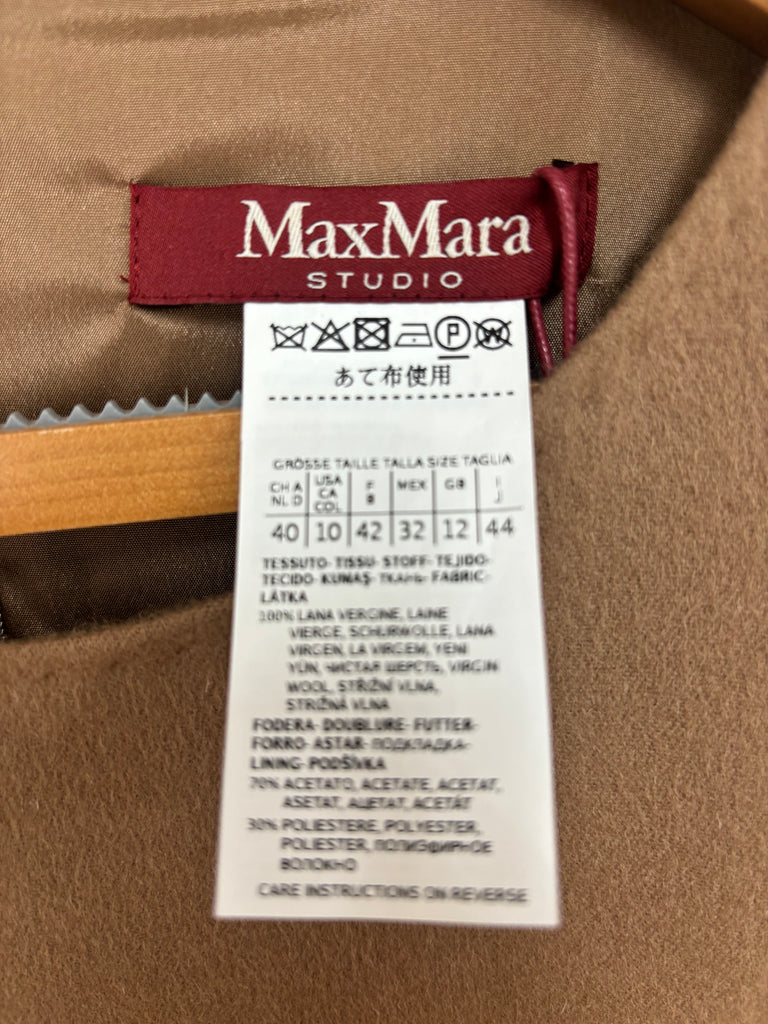 MaxMara
STUDIO
P W
あて布使用
GRÖSSE TAILLE TALLA SIZE TAGLIA
CH A NL D USA CA COL F B MEX GB I J
40 10 42 32 12 44
TESSUTO- TISSU- STOFF- TEJIDO-
TECIDO- KUMAŞ- ТКАНЬ- FABRIC-
LÁTKA
100% LANA VERGINE, LAINE
VIERGE, SCHURWOLLE, LANA
VIRGEN, LA VIRGEM, YENI
YÜN, ЧИСТАЯ ШЕРСТЬ, VIRGIN
WOOL, STŘIŽNÍ VLNA,
STRIŽNÁ VLNA
FODERA- DOUBLURE- FUTTER-
FORRO- ASTAR- ПОДКЛАДКА-
LINING- PODŠÍVKA
70% ACETATO, ACETATE, ACETAT,
ASETAT, АЦЕТАТ, ACETÁT
30% POLIESTERE, POLYESTER,
POLIESTER, ПОЛИЭФИРНОЕ
ВОЛОКНО
CARE INSTRUCTIONS ON REVERSE